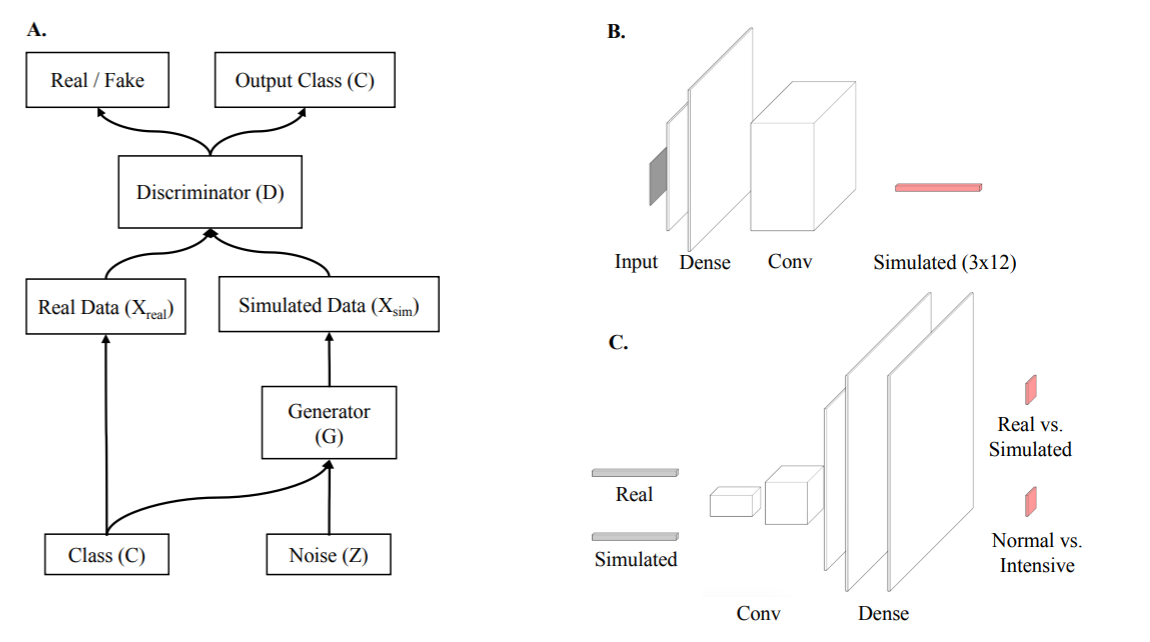 A.
Real / Fake
Output Class (C)
Discriminator (D)
Real Data (Xreal)
Simulated Data (Xsim)
Generator
(G)
Class (C)
Noise (Z)
B.
Input
Dense
Conv
Simulated (3x12)
C.
Real
Simulated
Conv
Dense
Real vs.
Simulated
Normal vs.
Intensive